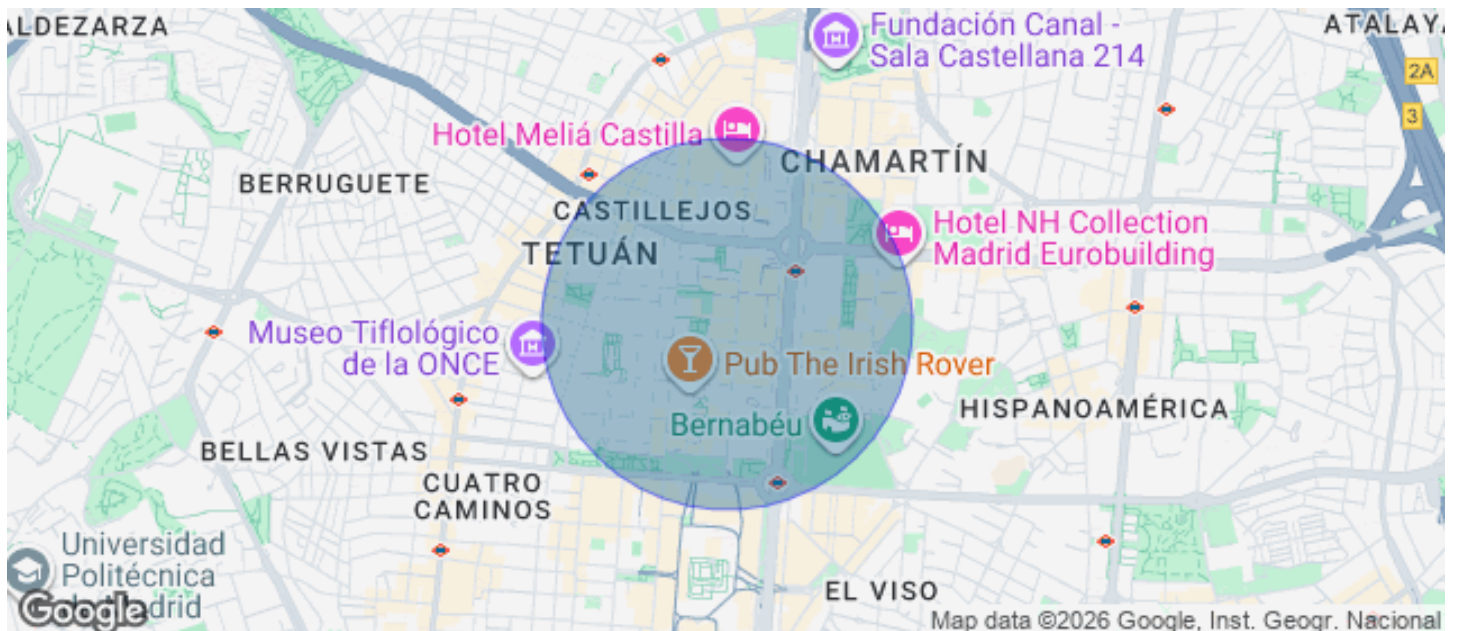 ALDEZARZA
Fundación Canal -
Sala Castellana 214
ATALAYA
2A
3
Hotel Meliá Castilla
CHAMARTÍN
BERRUGUETE
CASTILLEJOS
Hotel NH Collection
Madrid Eurobuilding
TETUÁN
Museo Tiflológico
de la ONCE
Pub The Irish Rover
HISPANOAMÉRICA
Bernabéu
BELLAS VISTAS
CUATRO
CAMINOS
Universidad
Politécnica
de Madrid
EL VISO
Google
Map data ©2026 Google, Inst. Geogr. Nacional